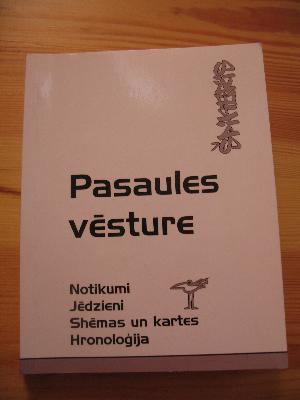 Pasaules
vēsture
Notikumi
Jēdzieni
Shēmas un kartes
Hronoloģija